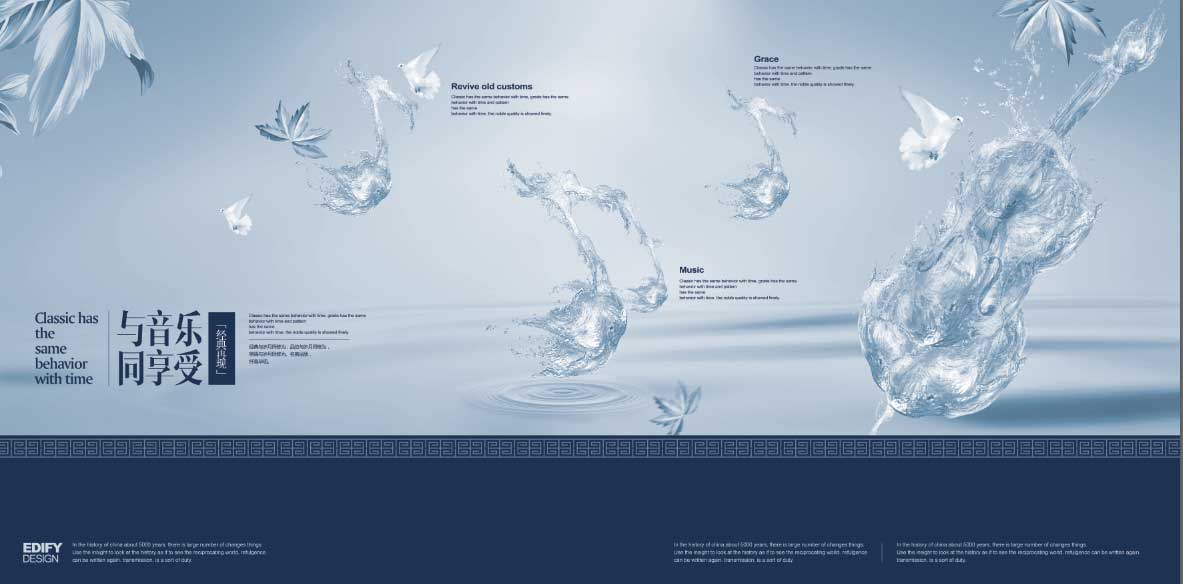 Revive old customs
Classic has the same behavior with time, grade has the same
behavior with time and pattern
has the same
behavior with time, the noble quality is showed finely.
Grace
Classic has the same behavior with time, grade has the same
behavior with time and pattern
has the same
behavior with time, the noble quality is showed finely.
Music
Classic has the same behavior with time, grade has the same
behavior with time and pattern
has the same
behavior with time, the noble quality is showed finely.
Classic has
the
same
behavior
with time
与音乐
同享受
「经典再现」
Classic has the same behavior with time, grade has the same
behavior with time and pattern
has the same
behavior with time, the noble quality is showed finely.
EDIFY
DESIGN
In the history of china about 5000 years, there is large number of changes things.
Use the insight to look at the history as if to see the reciprocating world, refulgence
can be written again, transmission, is a sort of duty.
In the history of china about 5000 years, there is large number of changes things.
Use the insight to look at the history as if to see the reciprocating world, refulgence
can be written again, transmission, is a sort of duty.
In the history of china about 5000 years, there is large number of changes things.
Use the insight to look at the history as if to see the reciprocating world, refulgence can be written again,
transmission, is a sort of duty.